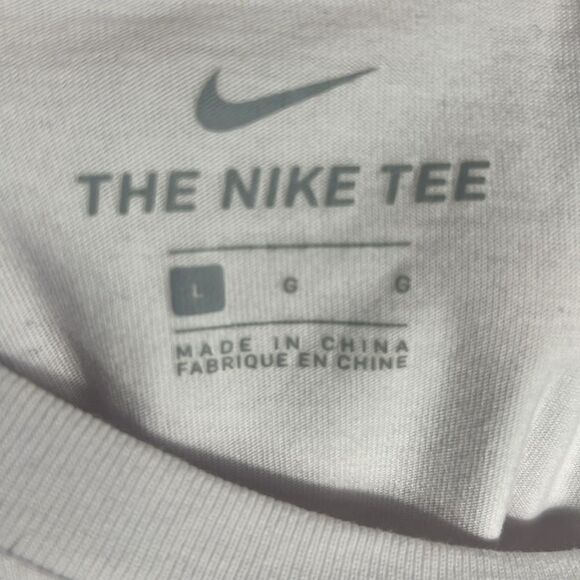 THE NIKE TEE
L G G
MADE IN CHINA
FABRIQUE EN CHINE